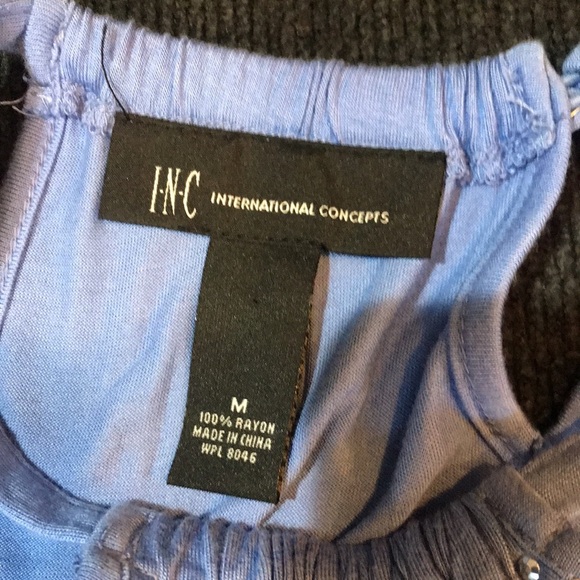 I·N·C INTERNATIONAL CONCEPTS
M
100% RAYON
MADE IN CHINA
WPL 8046